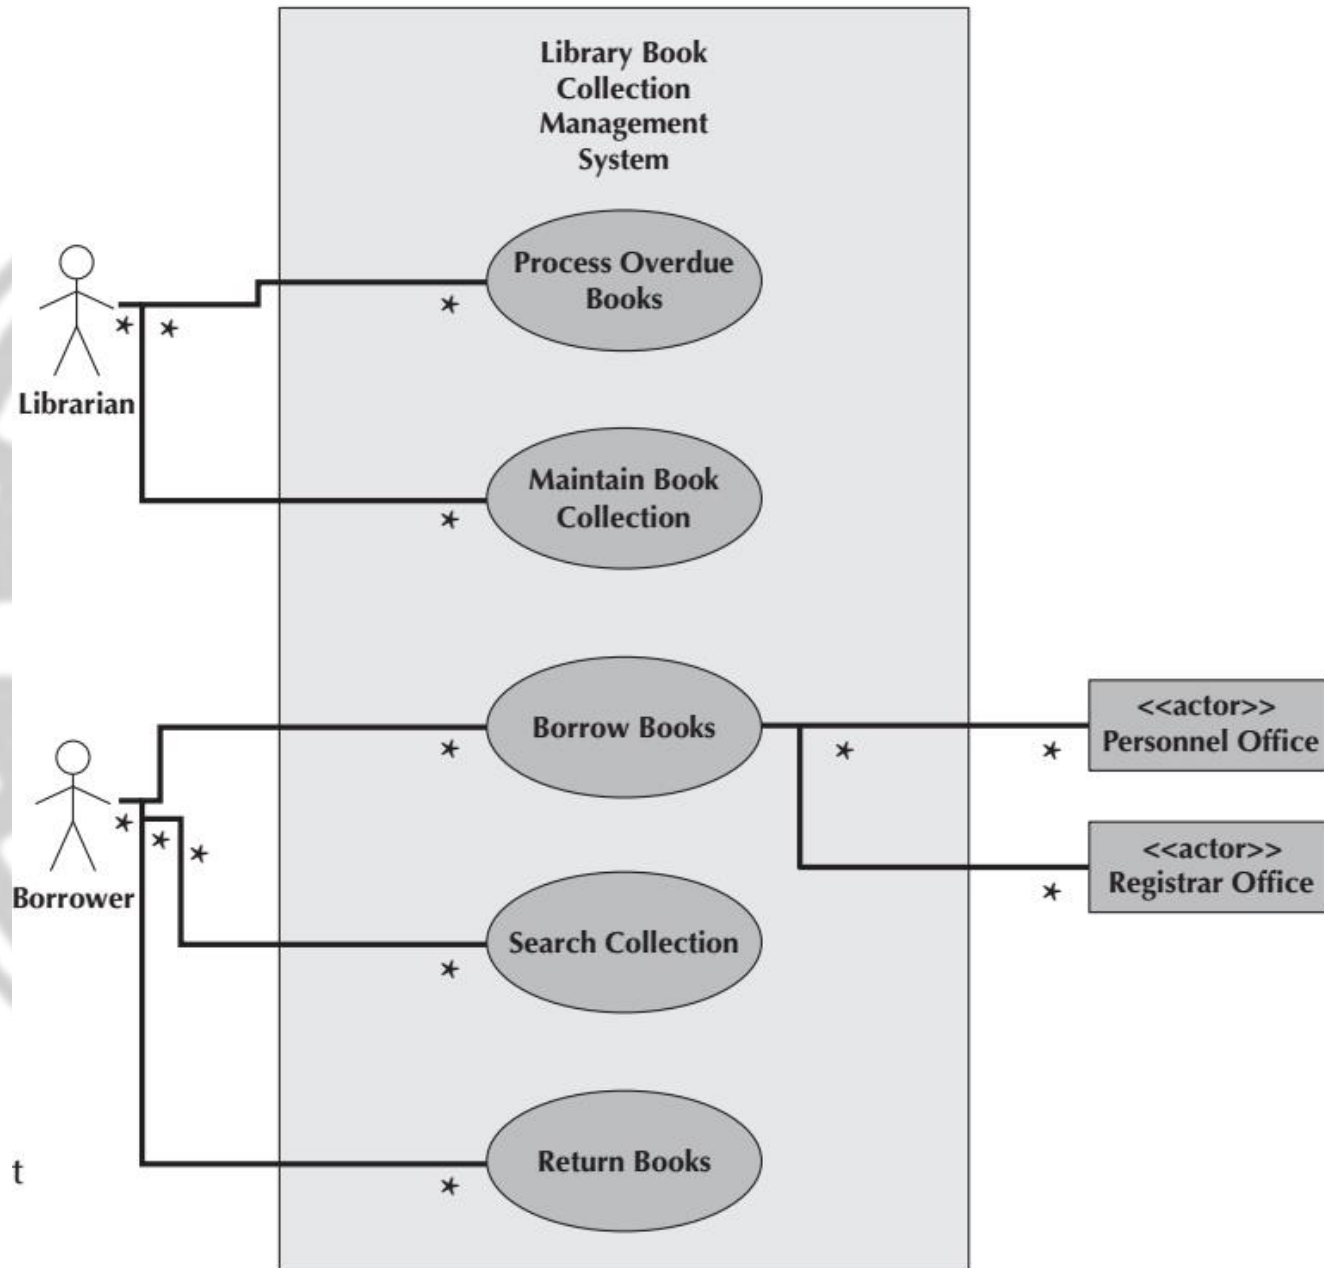 Library Book
Collection
Management
System
Process Overdue
Books
*
*
*
Librarian
Maintain Book
Collection
*
Borrow Books
*
*
*
<<actor>>
Personnel Office
*
*
*
Borrower
<<actor>>
Registrar Office
*
Search Collection
*
Return Books
*
t